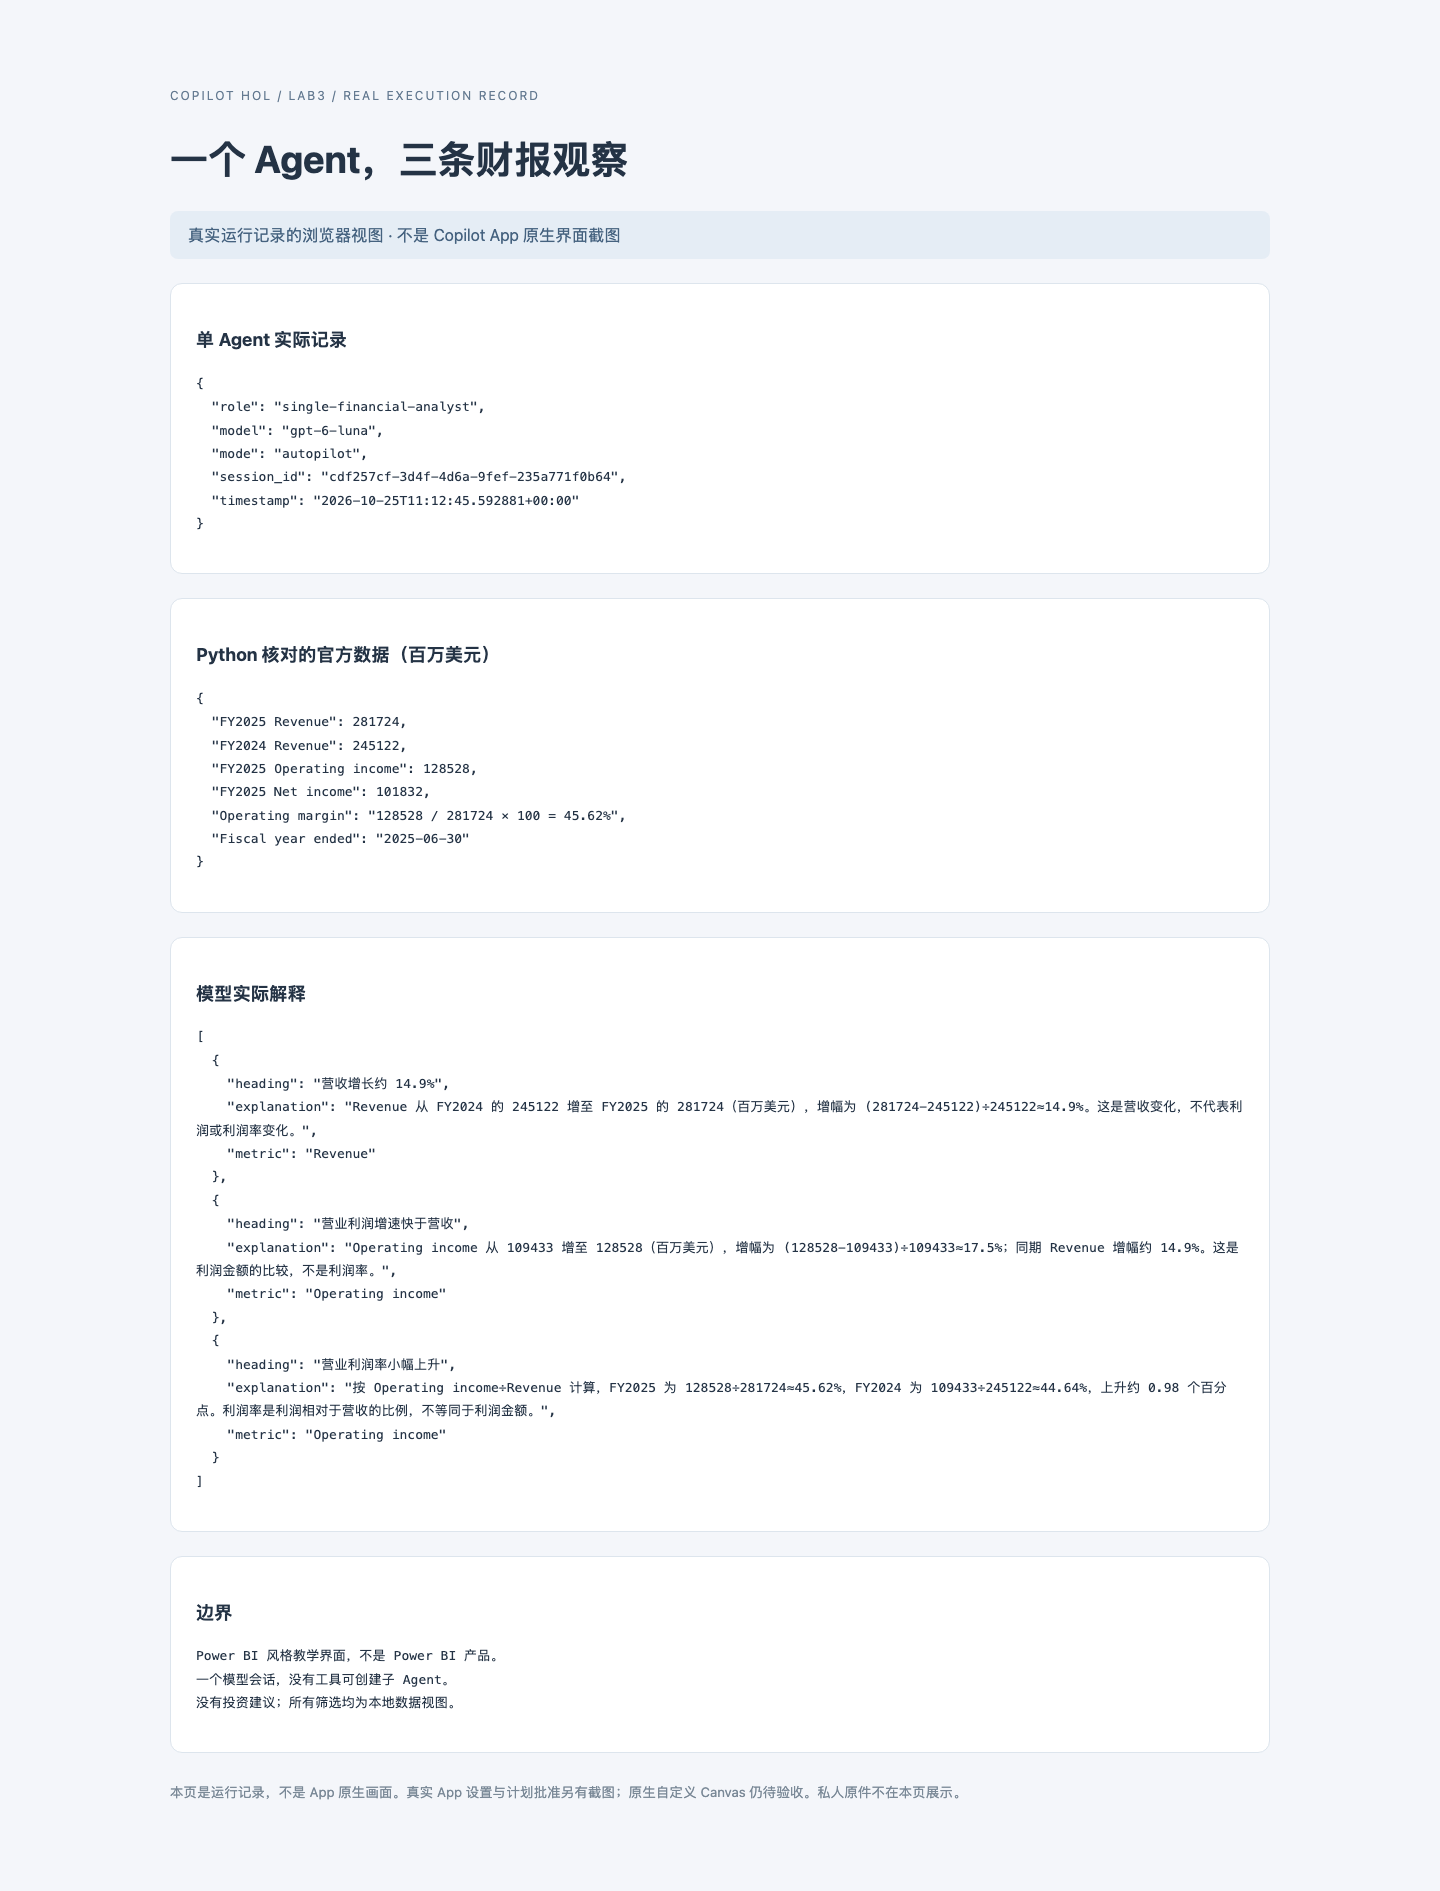 COPILOT HOL / LAB3 / REAL EXECUTION RECORD
一个 Agent，三条财报观察
真实运行记录的浏览器视图 · 不是 Copilot App 原生界面截图
单 Agent 实际记录
{
  "role": "single-financial-analyst",
  "model": "gpt-6-luna",
  "mode": "autopilot",
  "session_id": "cdf257cf-3d4f-4d6a-9fef-235a771f0b64",
  "timestamp": "2026-10-25T11:12:45.592881+00:00"
}
Python 核对的官方数据（百万美元）
{
  "FY2025 Revenue": 281724,
  "FY2024 Revenue": 245122,
  "FY2025 Operating income": 128528,
  "FY2025 Net income": 101832,
  "Operating margin": "128528 / 281724 × 100 = 45.62%",
  "Fiscal year ended": "2025-06-30"
}
模型实际解释
[
  {
    "heading": "营收增长约 14.9%",
    "explanation": "Revenue 从 FY2024 的 245122 增至 FY2025 的 281724（百万美元），增幅为 (281724−245122)÷245122≈14.9%。这是营收变化，不代表利
润或利润率变化。",
    "metric": "Revenue"
  },
  {
    "heading": "营业利润增速快于营收",
    "explanation": "Operating income 从 109433 增至 128528（百万美元），增幅为 (128528−109433)÷109433≈17.5%；同期 Revenue 增幅约 14.9%。这是
利润金额的比较，不是利润率。",
    "metric": "Operating income"
  },
  {
    "heading": "营业利润率小幅上升",
    "explanation": "按 Operating income÷Revenue 计算，FY2025 为 128528÷281724≈45.62%，FY2024 为 109433÷245122≈44.64%，上升约 0.98 个百分
点。利润率是利润相对于营收的比例，不等同于利润金额。",
    "metric": "Operating income"
  }
]
边界
Power BI 风格教学界面，不是 Power BI 产品。
一个模型会话，没有工具可创建子 Agent。
没有投资建议；所有筛选均为本地数据视图。
本页是运行记录，不是 App 原生画面。真实 App 设置与计划批准另有截图；原生自定义 Canvas 仍待验收。私人原件不在本页展示。